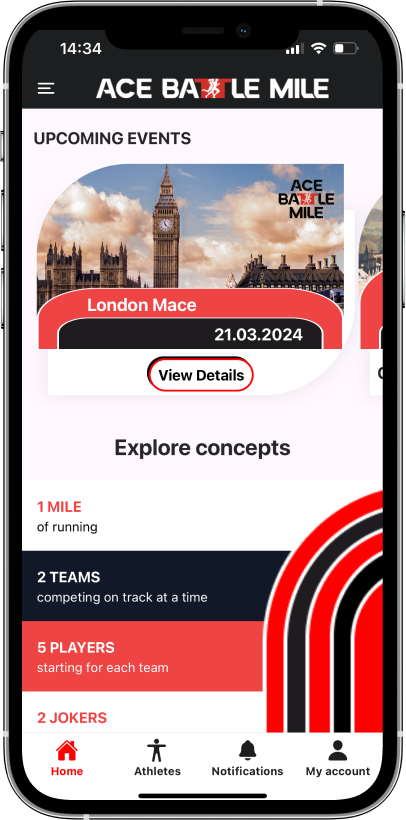 14:34
ACE BATTLE MILE
UPCOMING EVENTS
ACE
BATTLE
MILE
London Mace
21.03.2024
View Details
Explore concepts
1 MILE
of running
2 TEAMS
competing on track at a time
5 PLAYERS
starting for each team
2 JOKERS
Home
Athletes
Notifications
My account